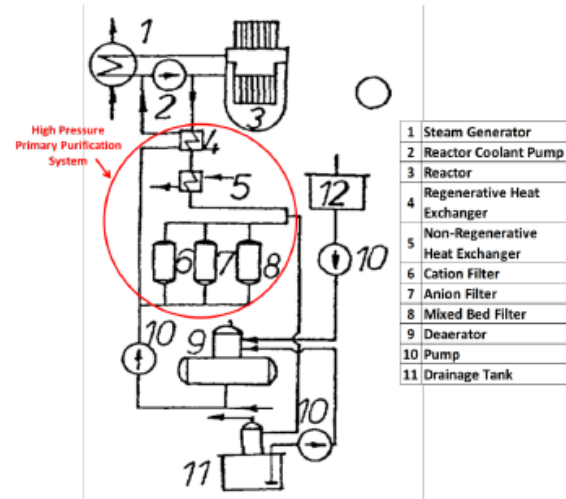 1
2
3
High Pressure
Primary Purification
System
4
5
6
7
8
9
10
10
10
11
12
1 Steam Generator
2 Reactor Coolant Pump
3 Reactor
4 Regenerative Heat
Exchanger
5 Non-Regenerative
Heat Exchanger
6 Cation Filter
7 Anion Filter
8 Mixed Bed Filter
9 Deaerator
10 Pump
11 Drainage Tank